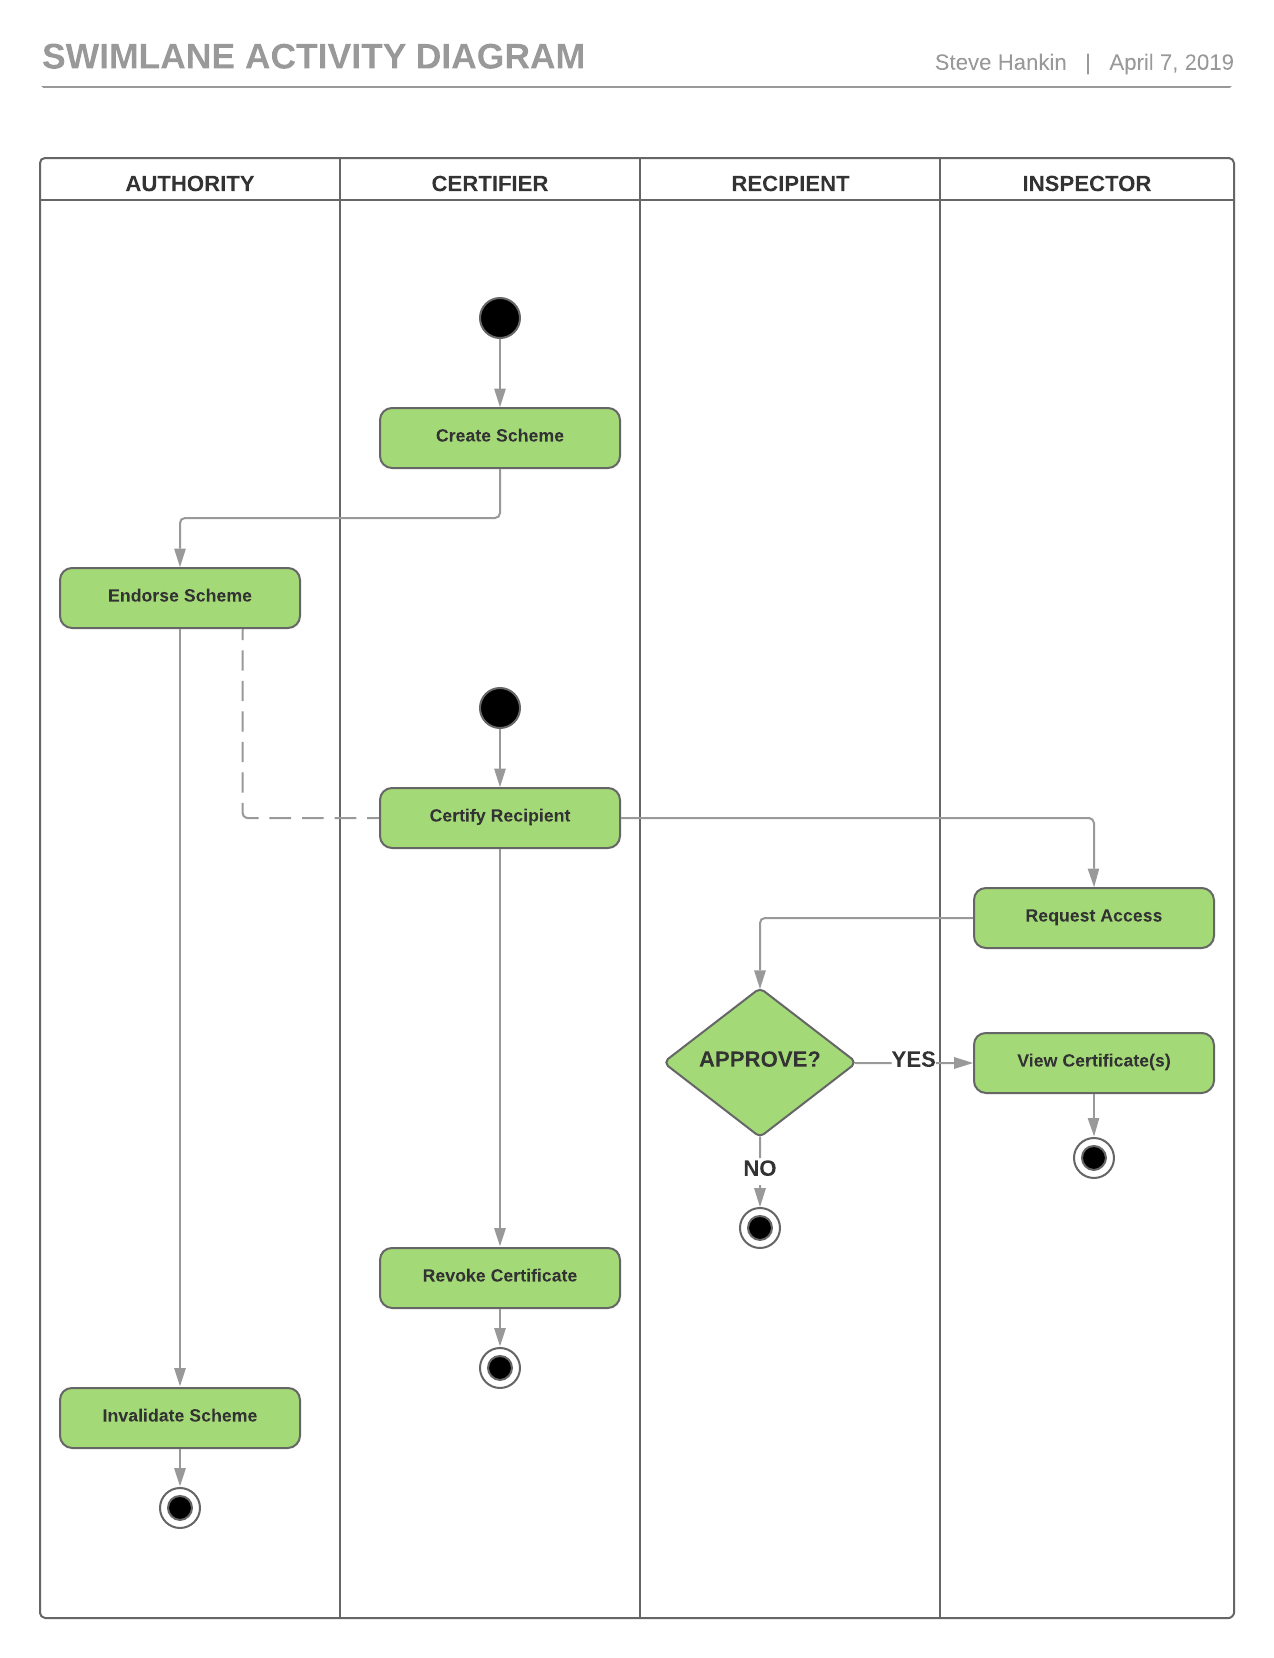 SWIMLANE ACTIVITY DIAGRAM
Steve Hankin | April 7, 2019
AUTHORITY
CERTIFIER
RECIPIENT
INSPECTOR
Create Scheme
Endorse Scheme
Certify Recipient
Request Access
APPROVE?
YES
View Certificate(s)
NO
Revoke Certificate
Invalidate Scheme